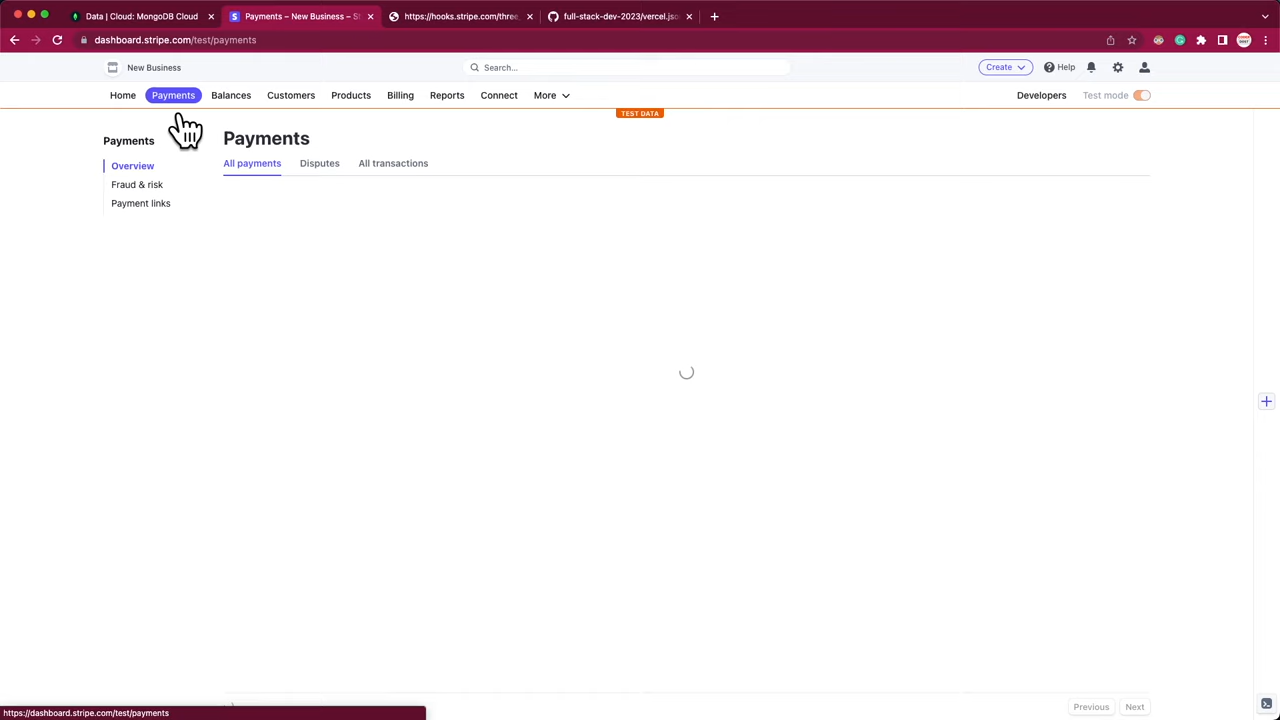 Data | Cloud: MongoDB Cloud
Payments – New Business – St
https://hooks.stripe.com/three_
full-stack-dev-2023/vercel.jso
dashboard.stripe.com/test/payments
New Business
Search...
Create
Help
Home
Payments
Balances
Customers
Products
Billing
Reports
Connect
More
Developers
Test mode
TEST DATA
Payments
Overview
Fraud & risk
Payment links
Payments
All payments
Disputes
All transactions
Previous
Next
https://dashboard.stripe.com/test/payments